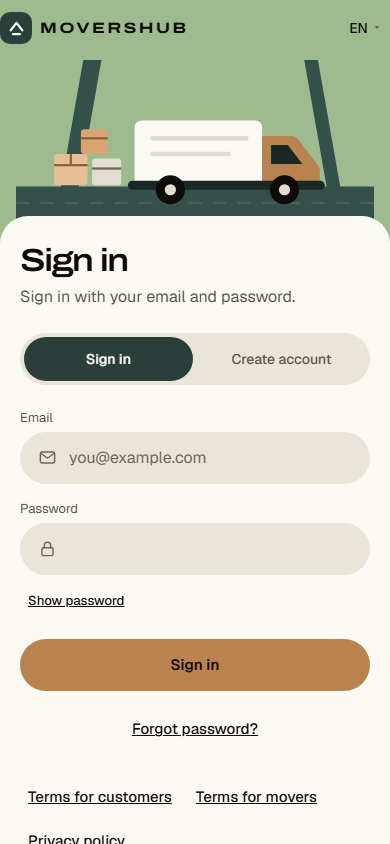 MOVERSHUB
EN
Sign in
Sign in with your email and password.
Sign in
Create account
Email
you@example.com
Password
Show password
Sign in
Forgot password?
Terms for customers
Terms for movers
Privacy policy